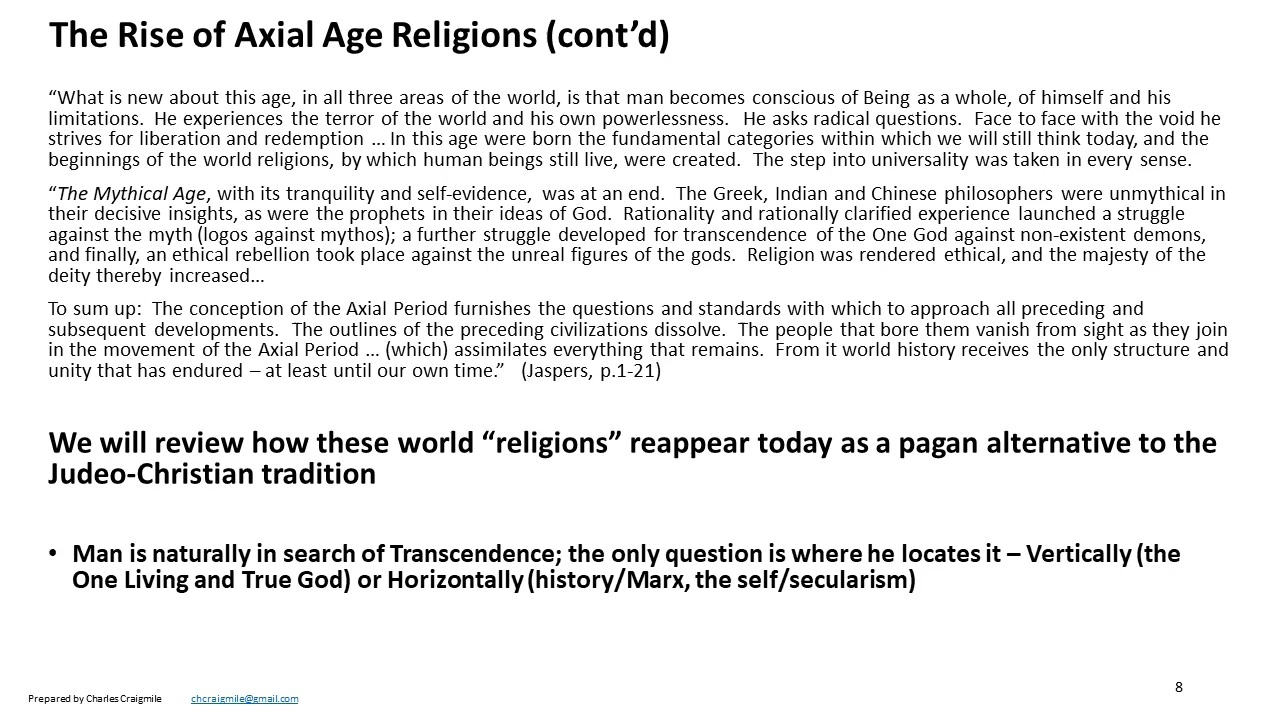 The Rise of Axial Age Religions (cont’d)
“What is new about this age, in all three areas of the world, is that man becomes conscious of Being as a whole, of himself and his
limitations.  He experiences the terror of the world and his own powerlessness.   He asks radical questions.  Face to face with the void he
strives for liberation and redemption … In this age were born the fundamental categories within which we will still think today, and the
beginnings of the world religions, by which human beings still live, were created.  The step into universality was taken in every sense.
“The Mythical Age, with its tranquility and self-evidence,  was at an end.  The Greek, Indian and Chinese philosophers were unmythical in
their decisive insights, as were the prophets in their ideas of God.  Rationality and rationally clarified experience launched a struggle
against the myth (logos against mythos); a further struggle developed for transcendence of the One God against non-existent demons,
and finally, an ethical rebellion took place against the unreal figures of the gods.  Religion was rendered ethical, and the majesty of the
deity thereby increased…
To sum up:  The conception of the Axial Period furnishes the questions and standards with which to approach all preceding and
subsequent developments.  The outlines of the preceding civilizations dissolve.  The people that bore them vanish from sight as they join
in the movement of the Axial Period … (which) assimilates everything that remains.  From it world history receives the only structure and
unity that has endured – at least until our own time.”   (Jaspers, p.1-21)
We will review how these world “religions” reappear today as a pagan alternative to the
Judeo-Christian tradition
• Man is naturally in search of Transcendence; the only question is where he locates it – Vertically (the
One Living and True God) or Horizontally (history/Marx, the self/secularism)
Prepared by Charles Craigmile chcraigmile@gmail.com
8